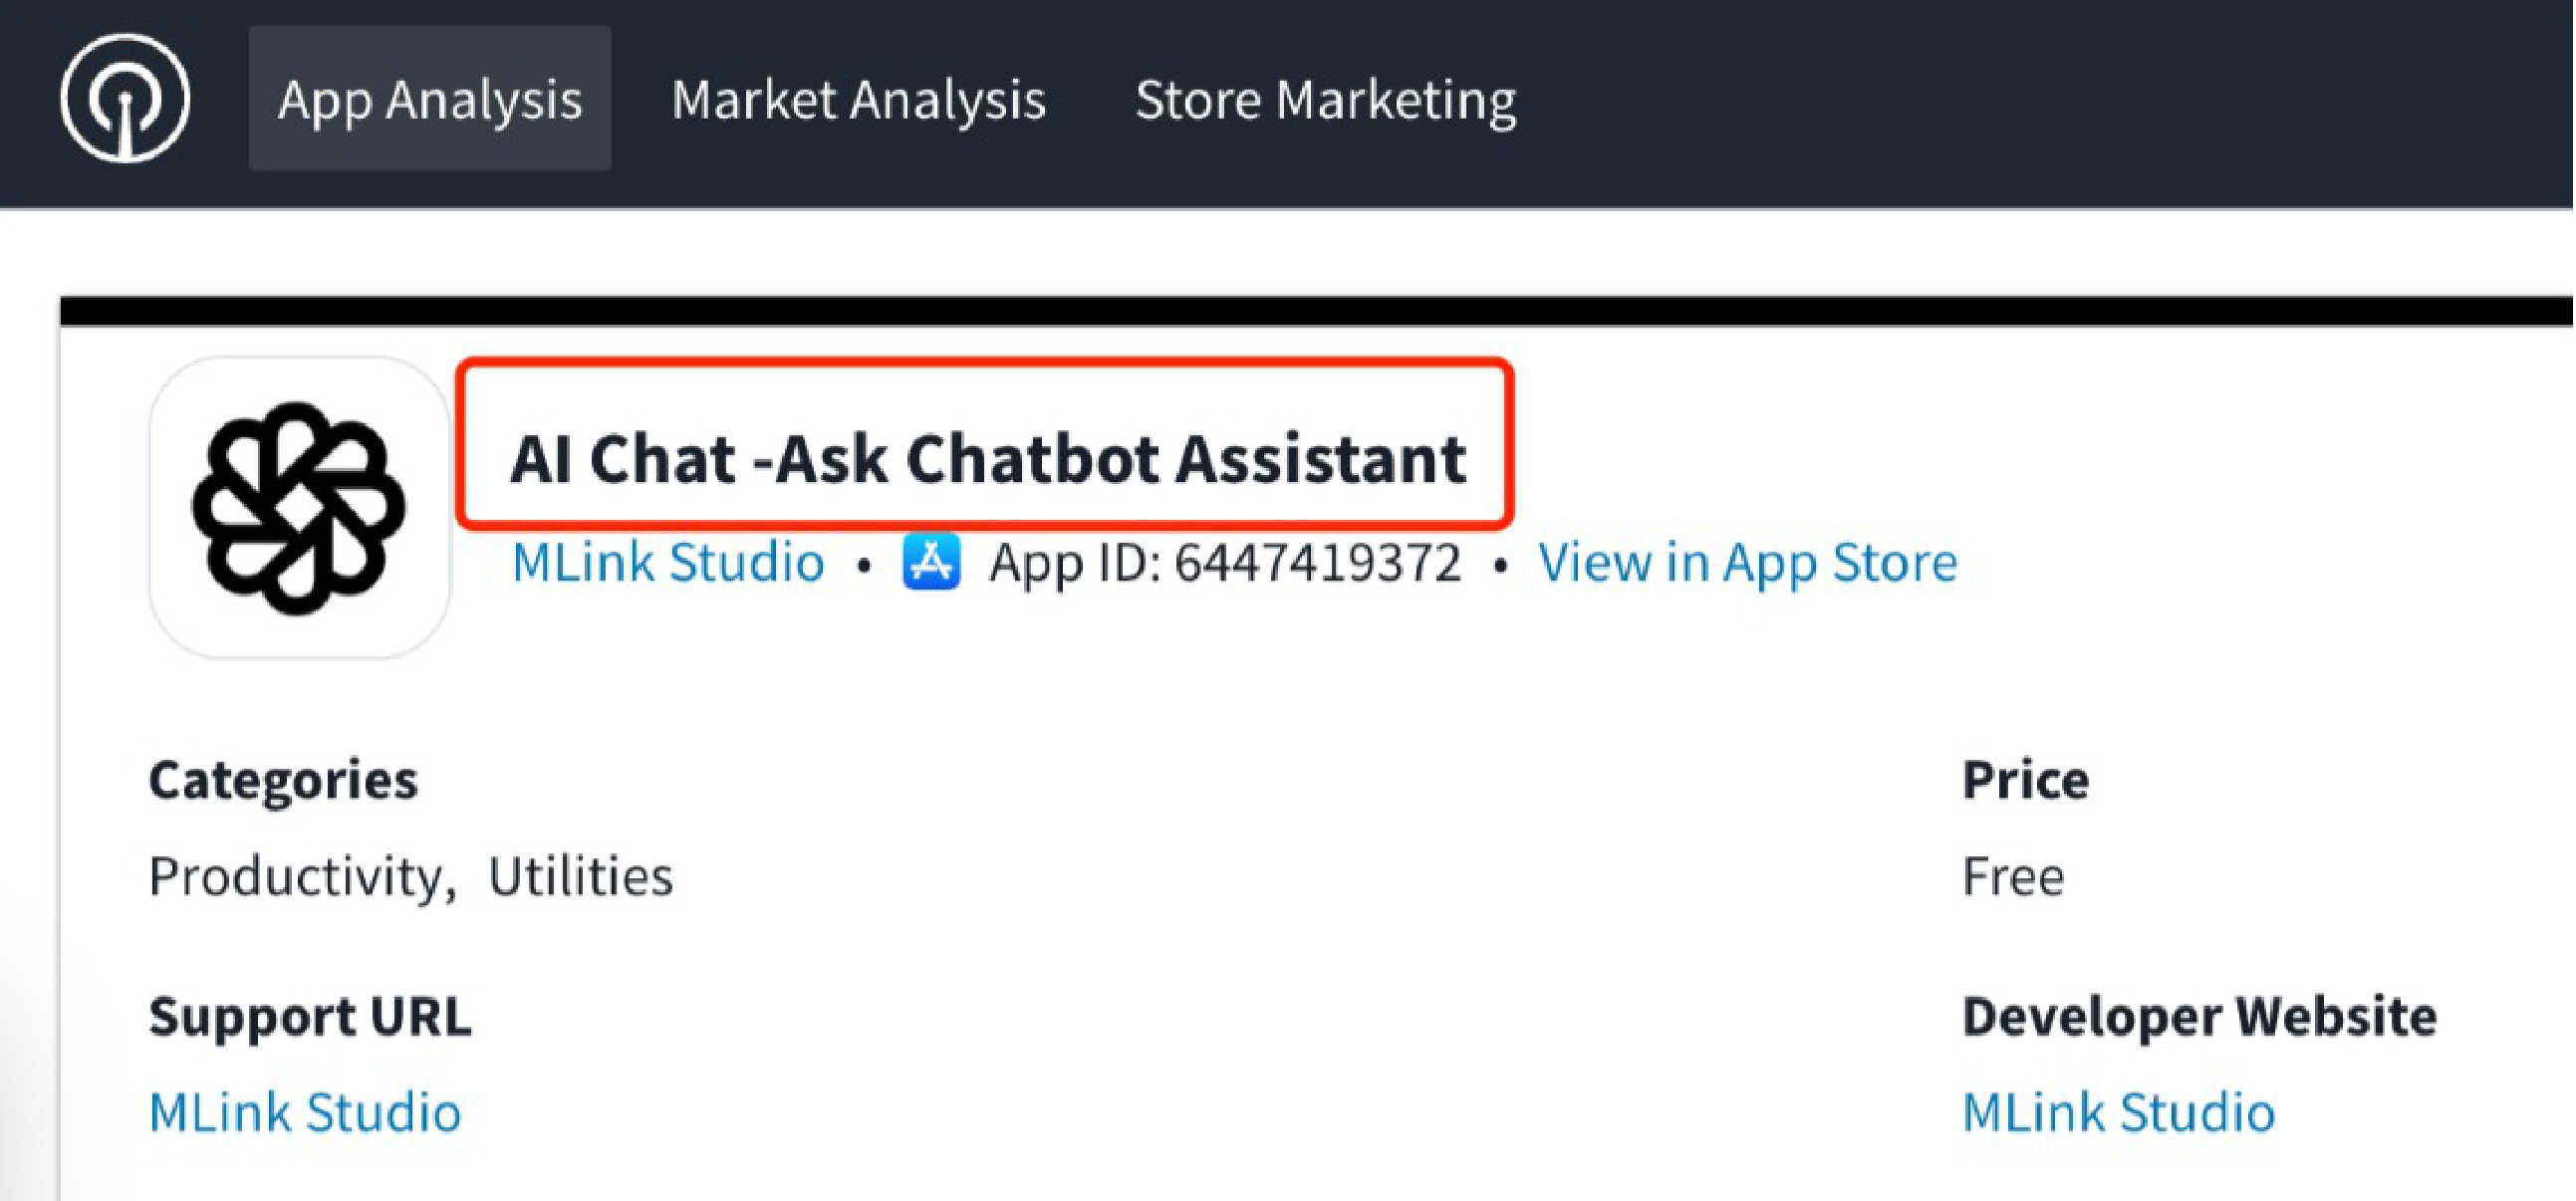 App Analysis Market Analysis Store Marketing
AI Chat -Ask Chatbot Assistant
MLink Studio • App ID: 6447419372 • View in App Store
Categories
Productivity, Utilities
Price
Free
Support URL
MLink Studio
Developer Website
MLink Studio